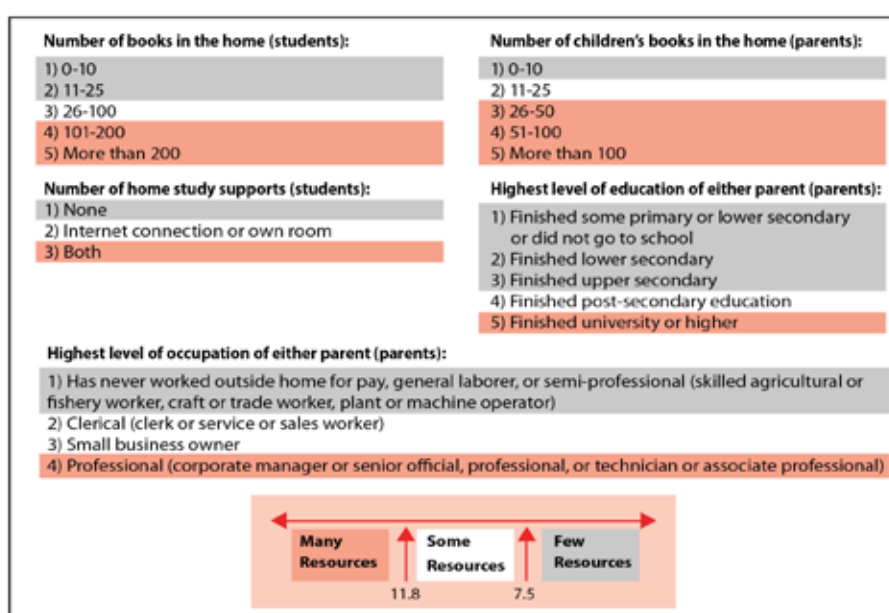 Number of books in the home (students):
1) 0-10
2) 11-25
3) 26-100
4) 101-200
5) More than 200
Number of children's books in the home (parents):
1) 0-10
2) 11-25
3) 26-50
4) 51-100
5) More than 100
Number of home study supports (students):
1) None
2) Internet connection or own room
3) Both
Highest level of education of either parent (parents):
1) Finished some primary or lower secondary
or did not go to school
2) Finished lower secondary
3) Finished upper secondary
4) Finished post-secondary education
5) Finished university or higher
Highest level of occupation of either parent (parents):
1) Has never worked outside home for pay, general laborer, or semi-professional (skilled agricultural or
fishery worker, craft or trade worker, plant or machine operator)
2) Clerical (clerk or service or sales worker)
3) Small business owner
4) Professional (corporate manager or senior official, professional, or technician or associate professional)
Many
Resources
Some
Resources
Few
Resources
11.8
7.5